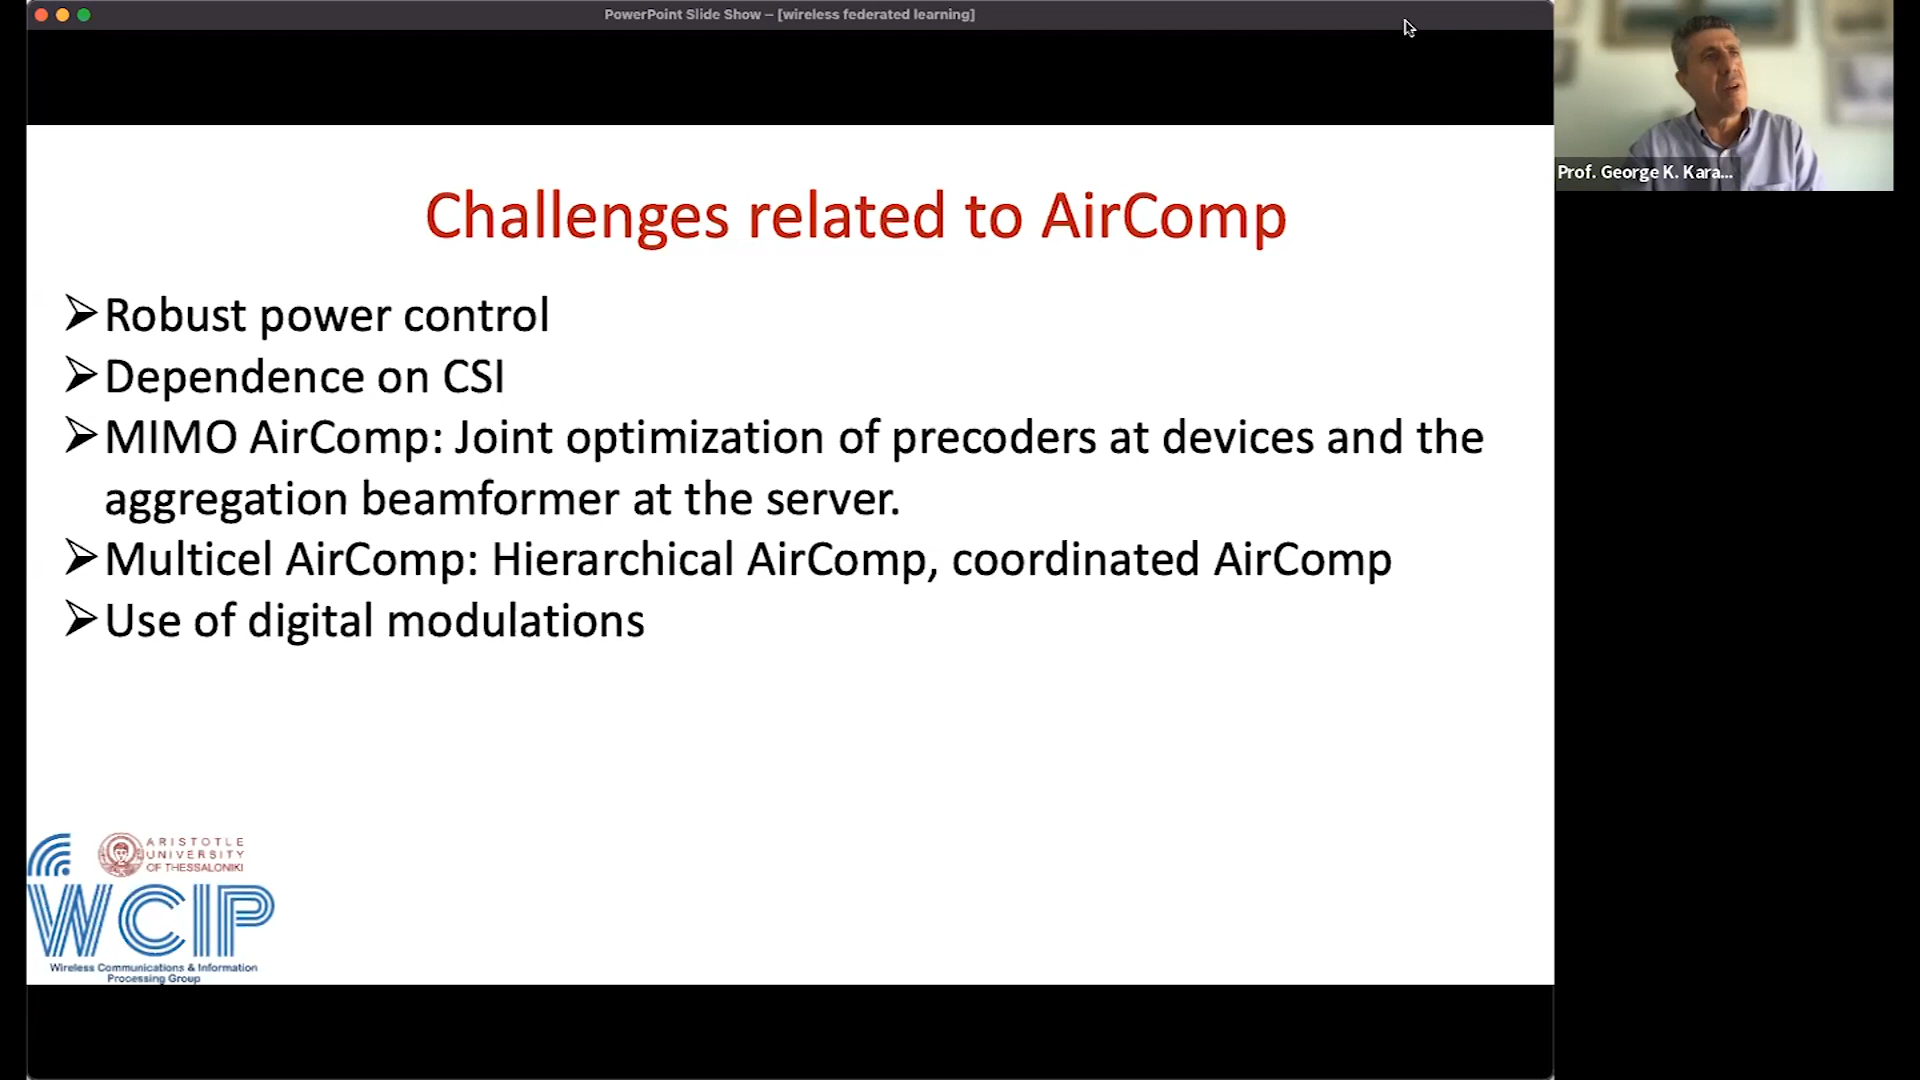 PowerPoint Slide Show – [wireless federated learning]
Prof. George K. Kara...
Challenges related to AirComp
➢Robust power control
➢Dependence on CSI
➢MIMO AirComp: Joint optimization of precoders at devices and the
aggregation beamformer at the server.
➢Multicel AirComp: Hierarchical AirComp, coordinated AirComp
➢Use of digital modulations
ARISTOTLE
UNIVERSITY
OF THESSALONIKI
WCIP
Wireless Communications & Information
Processing Group